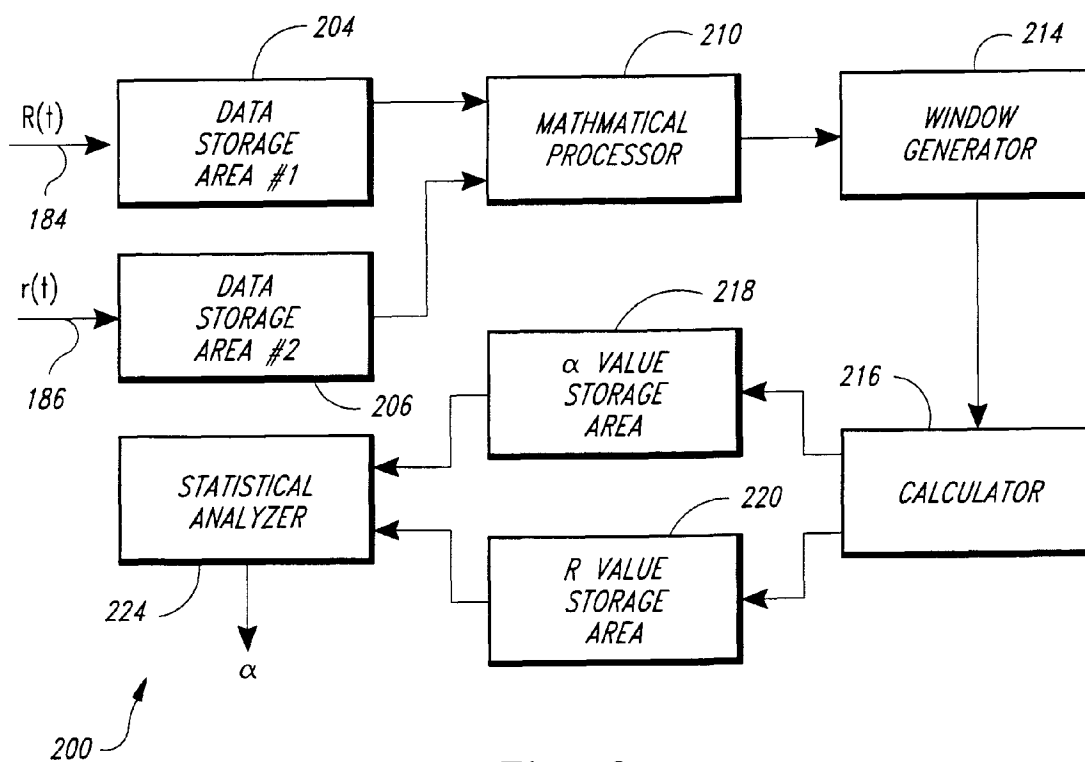 204
210
214
R(t)
184
DATA
STORAGE
AREA #1
MATHMATICAL
PROCESSOR
WINDOW
GENERATOR
r(t)
186
DATA
STORAGE
AREA #2
206
218
α VALUE
STORAGE
AREA
216
CALCULATOR
STATISTICAL
ANALYZER
224
α
220
R VALUE
STORAGE
AREA
200